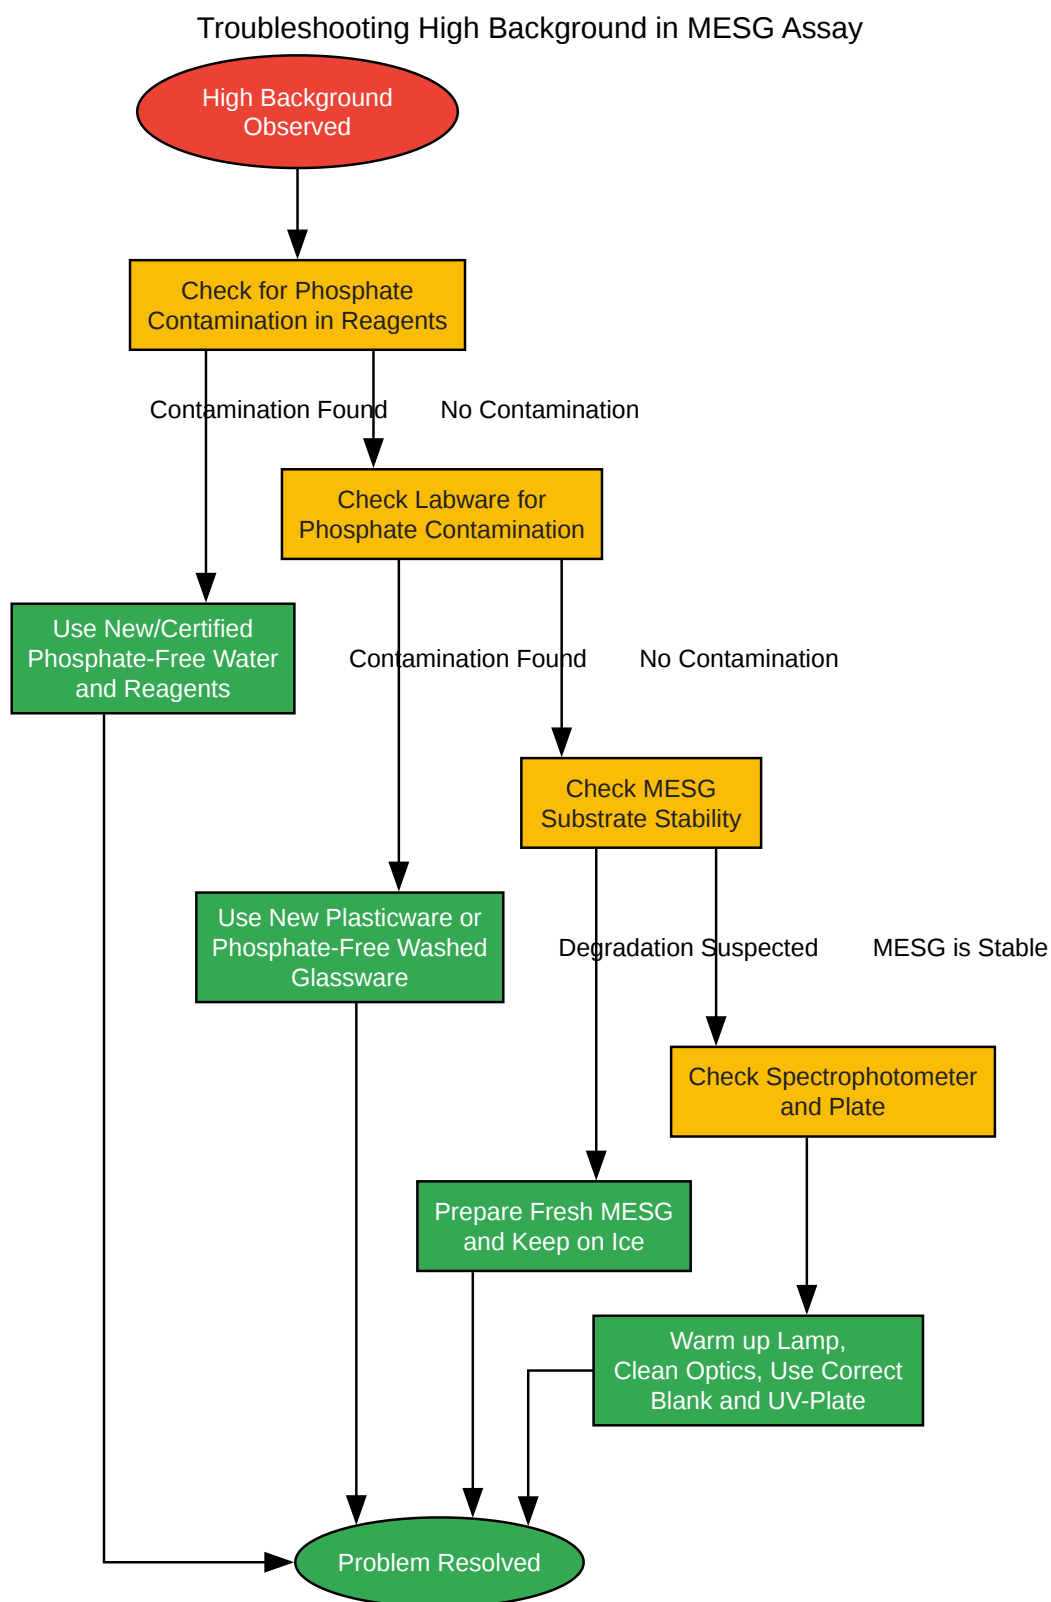 Troubleshooting High Background in MESG Assay
High Background
Observed
Check for Phosphate
Contamination in Reagents
Contamination Found
No Contamination
Check Labware for
Phosphate Contamination
Use New/Certified
Phosphate-Free Water
and Reagents
Contamination Found
No Contamination
Check MESG
Substrate Stability
Use New Plasticware or
Phosphate-Free Washed
Glassware
Degradation Suspected
MESG is Stable
Check Spectrophotometer
and Plate
Prepare Fresh MESG
and Keep on Ice
Warm up Lamp,
Clean Optics, Use Correct
Blank and UV-Plate
Problem Resolved